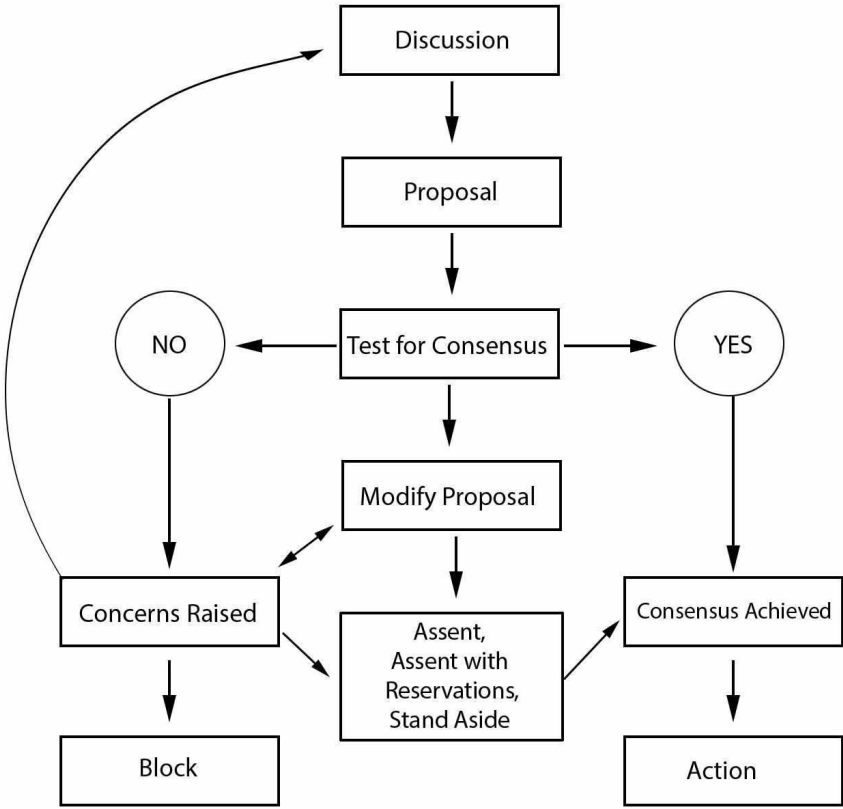 Discussion
Proposal
NO
Test for Consensus
YES
Modify Proposal
Concerns Raised
Assent,
Assent with
Reservations,
Stand Aside
Consensus Achieved
Block
Action